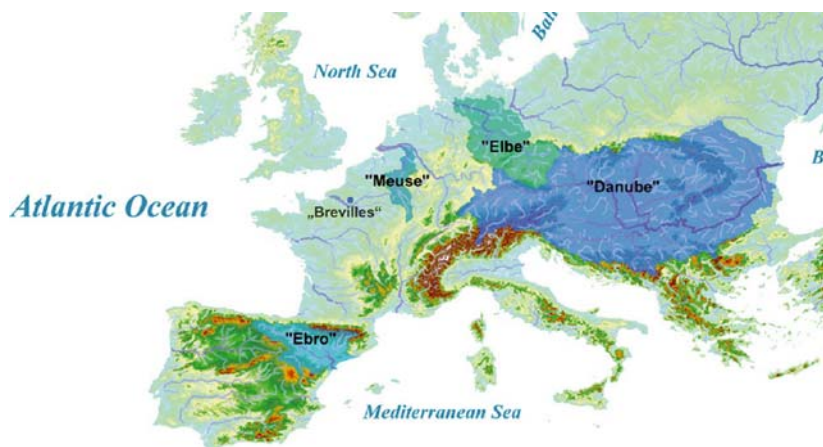 North Sea
"Elbe"
"Meuse"
"Danube"
„Brevilles“
Atlantic Ocean
"Ebro"
Mediterranean Sea